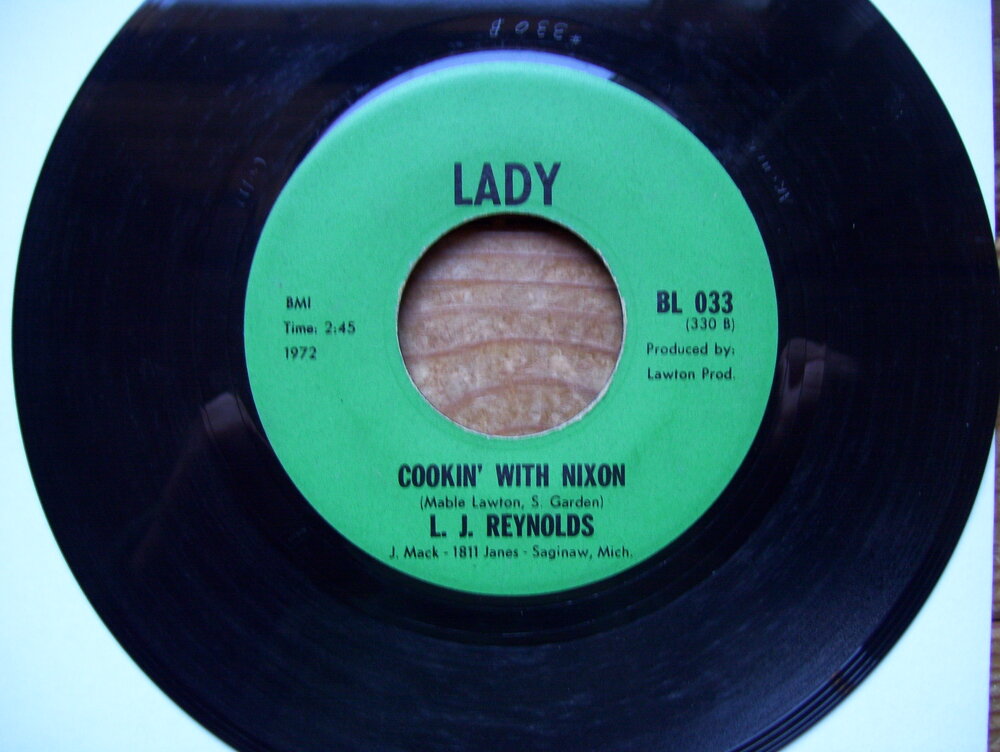 *330 B
LADY
BMI
Time: 2:45
1972
BL 033
(330 B)
Produced by:
Lawton Prod.
COOKIN' WITH NIXON
(Mable Lawton, S. Garden)
L. J. REYNOLDS
J. Mack - 1811 Janes - Saginaw, Mich.